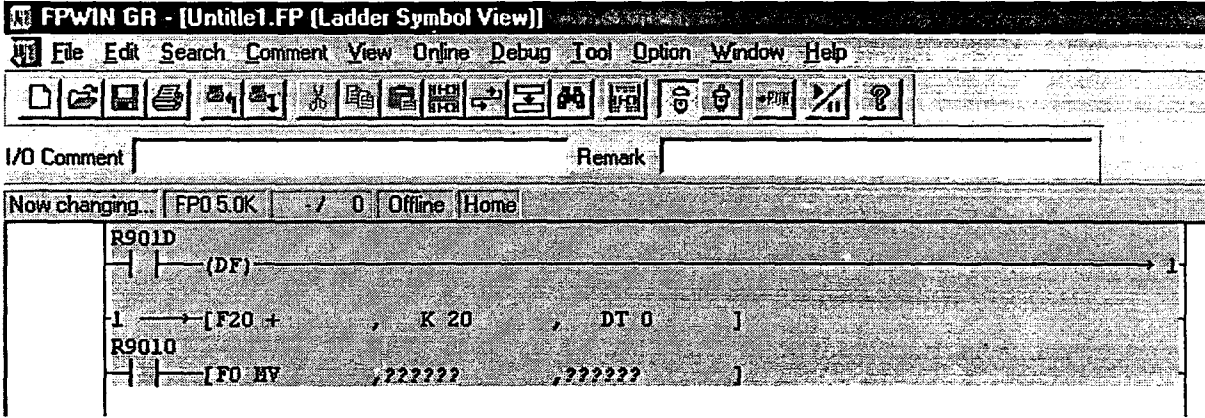 FPWIN GR - [Untitle1.FP (Ladder Symbol View)]
File Edit Search Comment View Online Debug Tool Option Window Help
I/O Comment Remark
Now changing... FP0 5.0K - / 0 Offline Home
R901D
(DF) 1
1 [F20 + , K 20 , DT 0 ]
R9010
[F0 MV ,?????? ,?????? ]